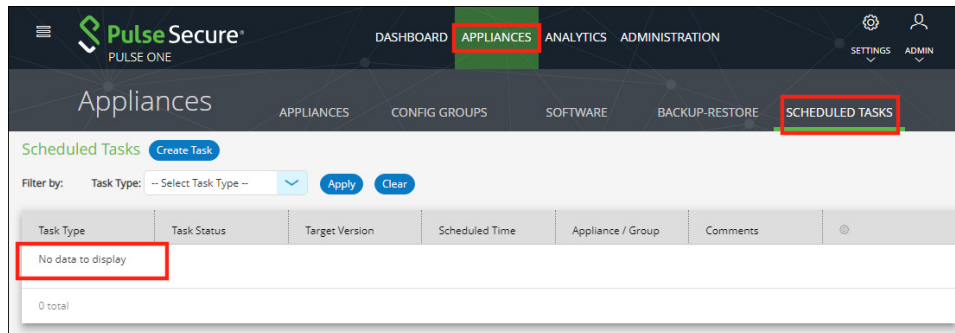 Pulse Secure®
PULSE ONE
DASHBOARD APPLIANCES ANALYTICS ADMINISTRATION
SETTINGS ADMIN
Appliances
APPLIANCES CONFIG GROUPS SOFTWARE BACKUP-RESTORE SCHEDULED TASKS
Scheduled Tasks Create Task
Filter by: Task Type: -- Select Task Type -- Apply Clear
Task Type Task Status Target Version Scheduled Time Appliance / Group Comments
No data to display
0 total